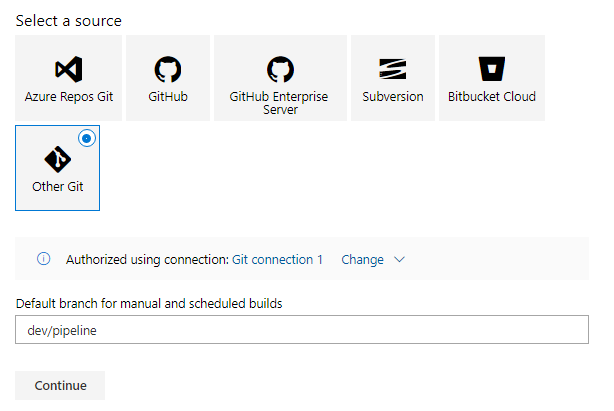 Select a source
Azure Repos Git
GitHub
GitHub Enterprise
Server
Subversion
Bitbucket Cloud
Other Git
Authorized using connection: Git connection 1 Change
Default branch for manual and scheduled builds
dev/pipeline
Continue